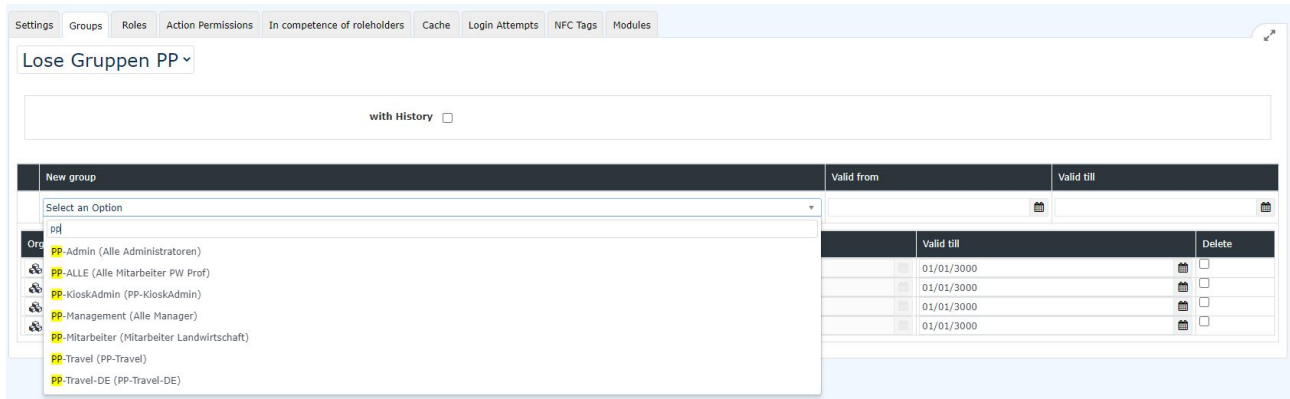 Settings Groups Roles Action Permissions In competence of roleholders Cache Login Attempts NFC Tags Modules
Lose Gruppen PP
with History
New group Valid from Valid till
Select an Option
pp
PP-Admin (Alle Administratoren)
PP-ALLE (Alle Mitarbeiter PW Prof)
PP-KioskAdmin (PP-KioskAdmin)
PP-Management (Alle Manager)
PP-Mitarbeiter (Mitarbeiter Landwirtschaft)
PP-Travel (PP-Travel)
PP-Travel-DE (PP-Travel-DE)
Org Valid till Delete
01/01/3000
01/01/3000
01/01/3000
01/01/3000